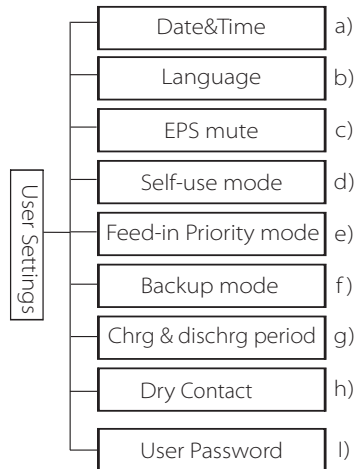 User Settings
Date&Time a)
Language b)
EPS mute c)
Self-use mode d)
Feed-in Priority mode e)
Backup mode f)
Chrg & dischrg period g)
Dry Contact h)
User Password l)